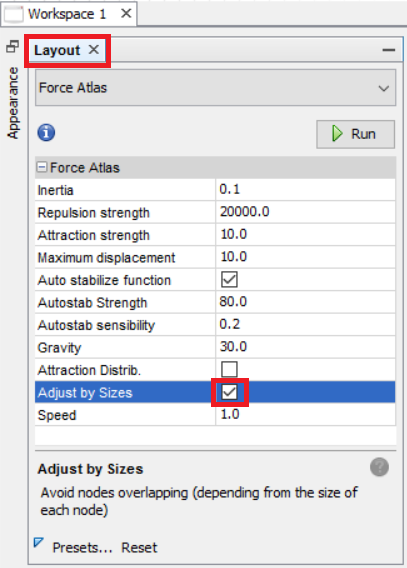 Workspace 1
Appearance
Layout
Force Atlas
Run
Force Atlas
Inertia 0.1
Repulsion strength 20000.0
Attraction strength 10.0
Maximum displacement 10.0
Auto stabilize function
Autostab Strength 80.0
Autostab sensibility 0.2
Gravity 30.0
Attraction Distrib.
Adjust by Sizes
Speed 1.0
Adjust by Sizes
Avoid nodes overlapping (depending from the size of
each node)
Presets... Reset